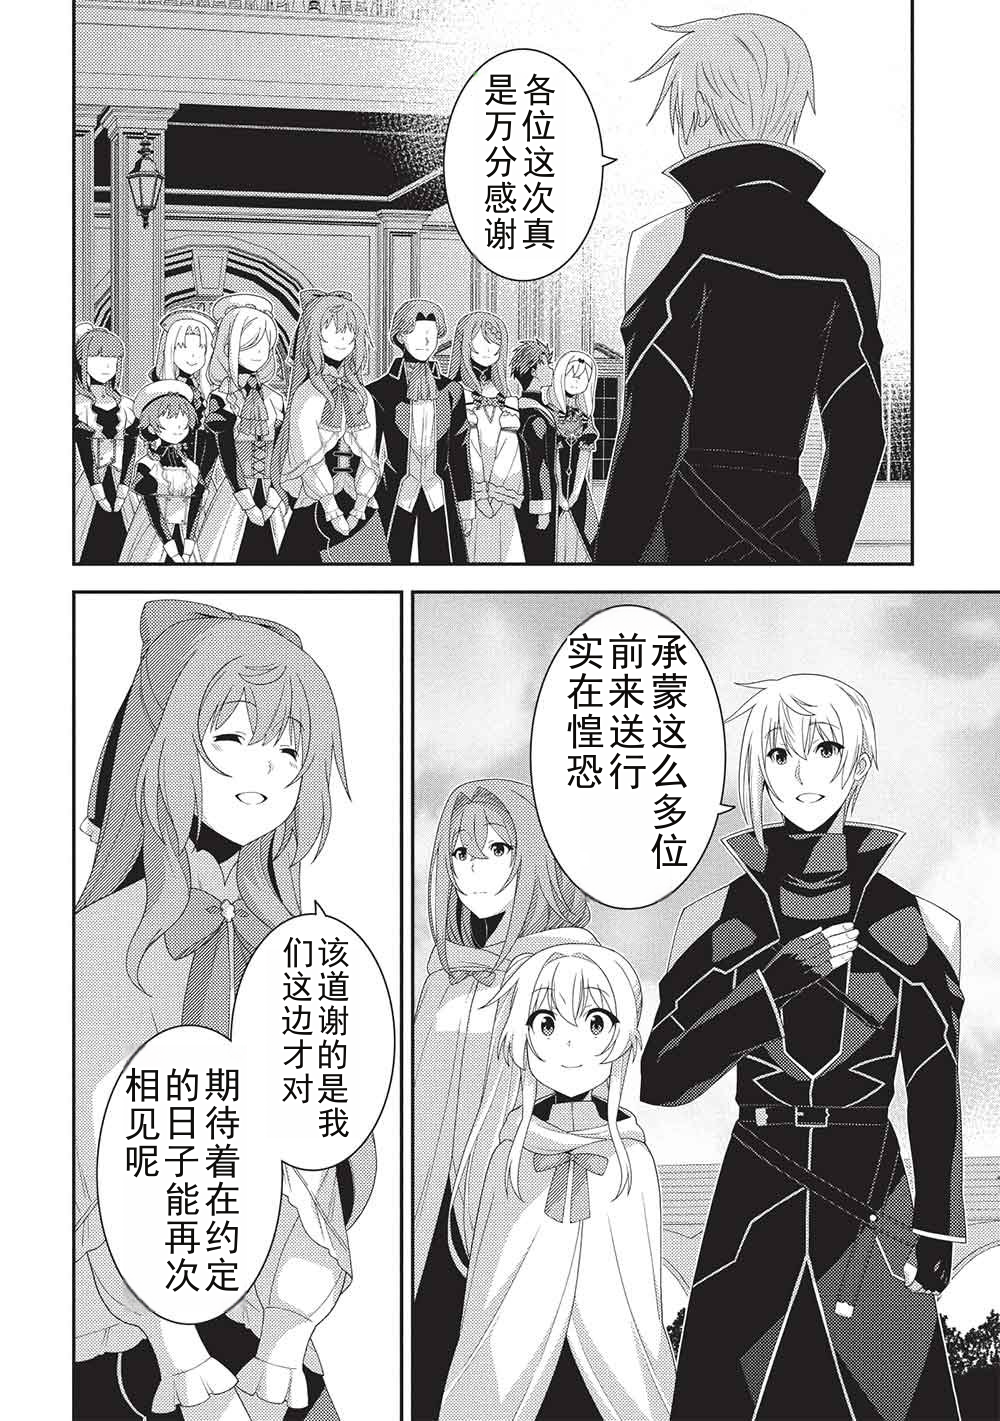 各位这次真
是万分感谢
承蒙这么多位
前来送行
实在惶恐
该道谢的是我
们这边才对
期待着在约定
的日子能再次
相见呢